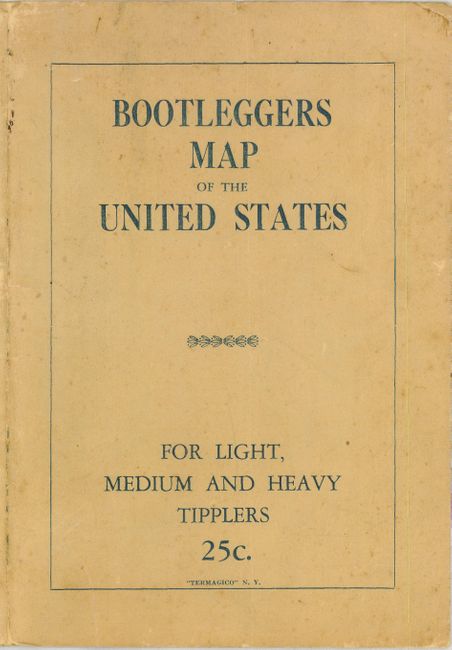 BOOTLEGGERS
MAP
OF THE
UNITED STATES
FOR LIGHT,
MEDIUM AND HEAVY
TIPPLERS
25c.
"TERMAGICO" N. Y.